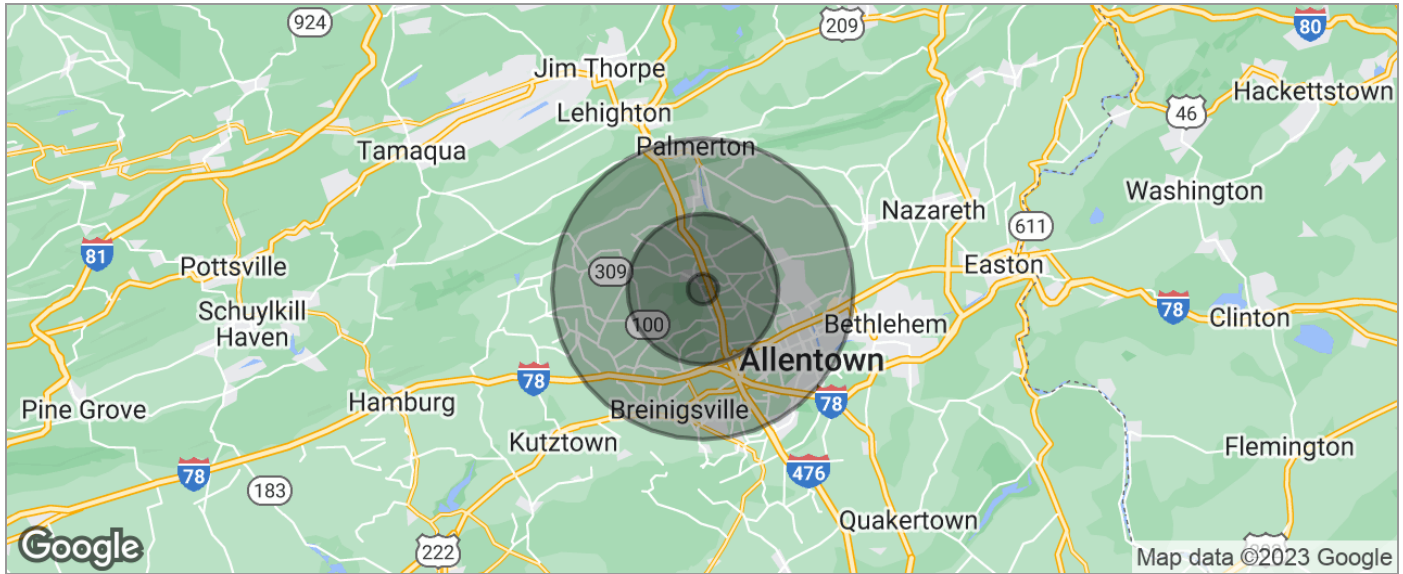 924
209
80
Jim Thorpe
Hackettstown
Lehighton
46
Tamaqua
Palmerton
Washington
Nazareth
611
81
Pottsville
309
Easton
78
Schuylkill
Haven
100
Bethlehem
Clinton
Allentown
78
Hamburg
78
Pine Grove
Breinigsville
Kutztown
Flemington
78
476
183
Quakertown
222
Google
Map data ©2023 Google